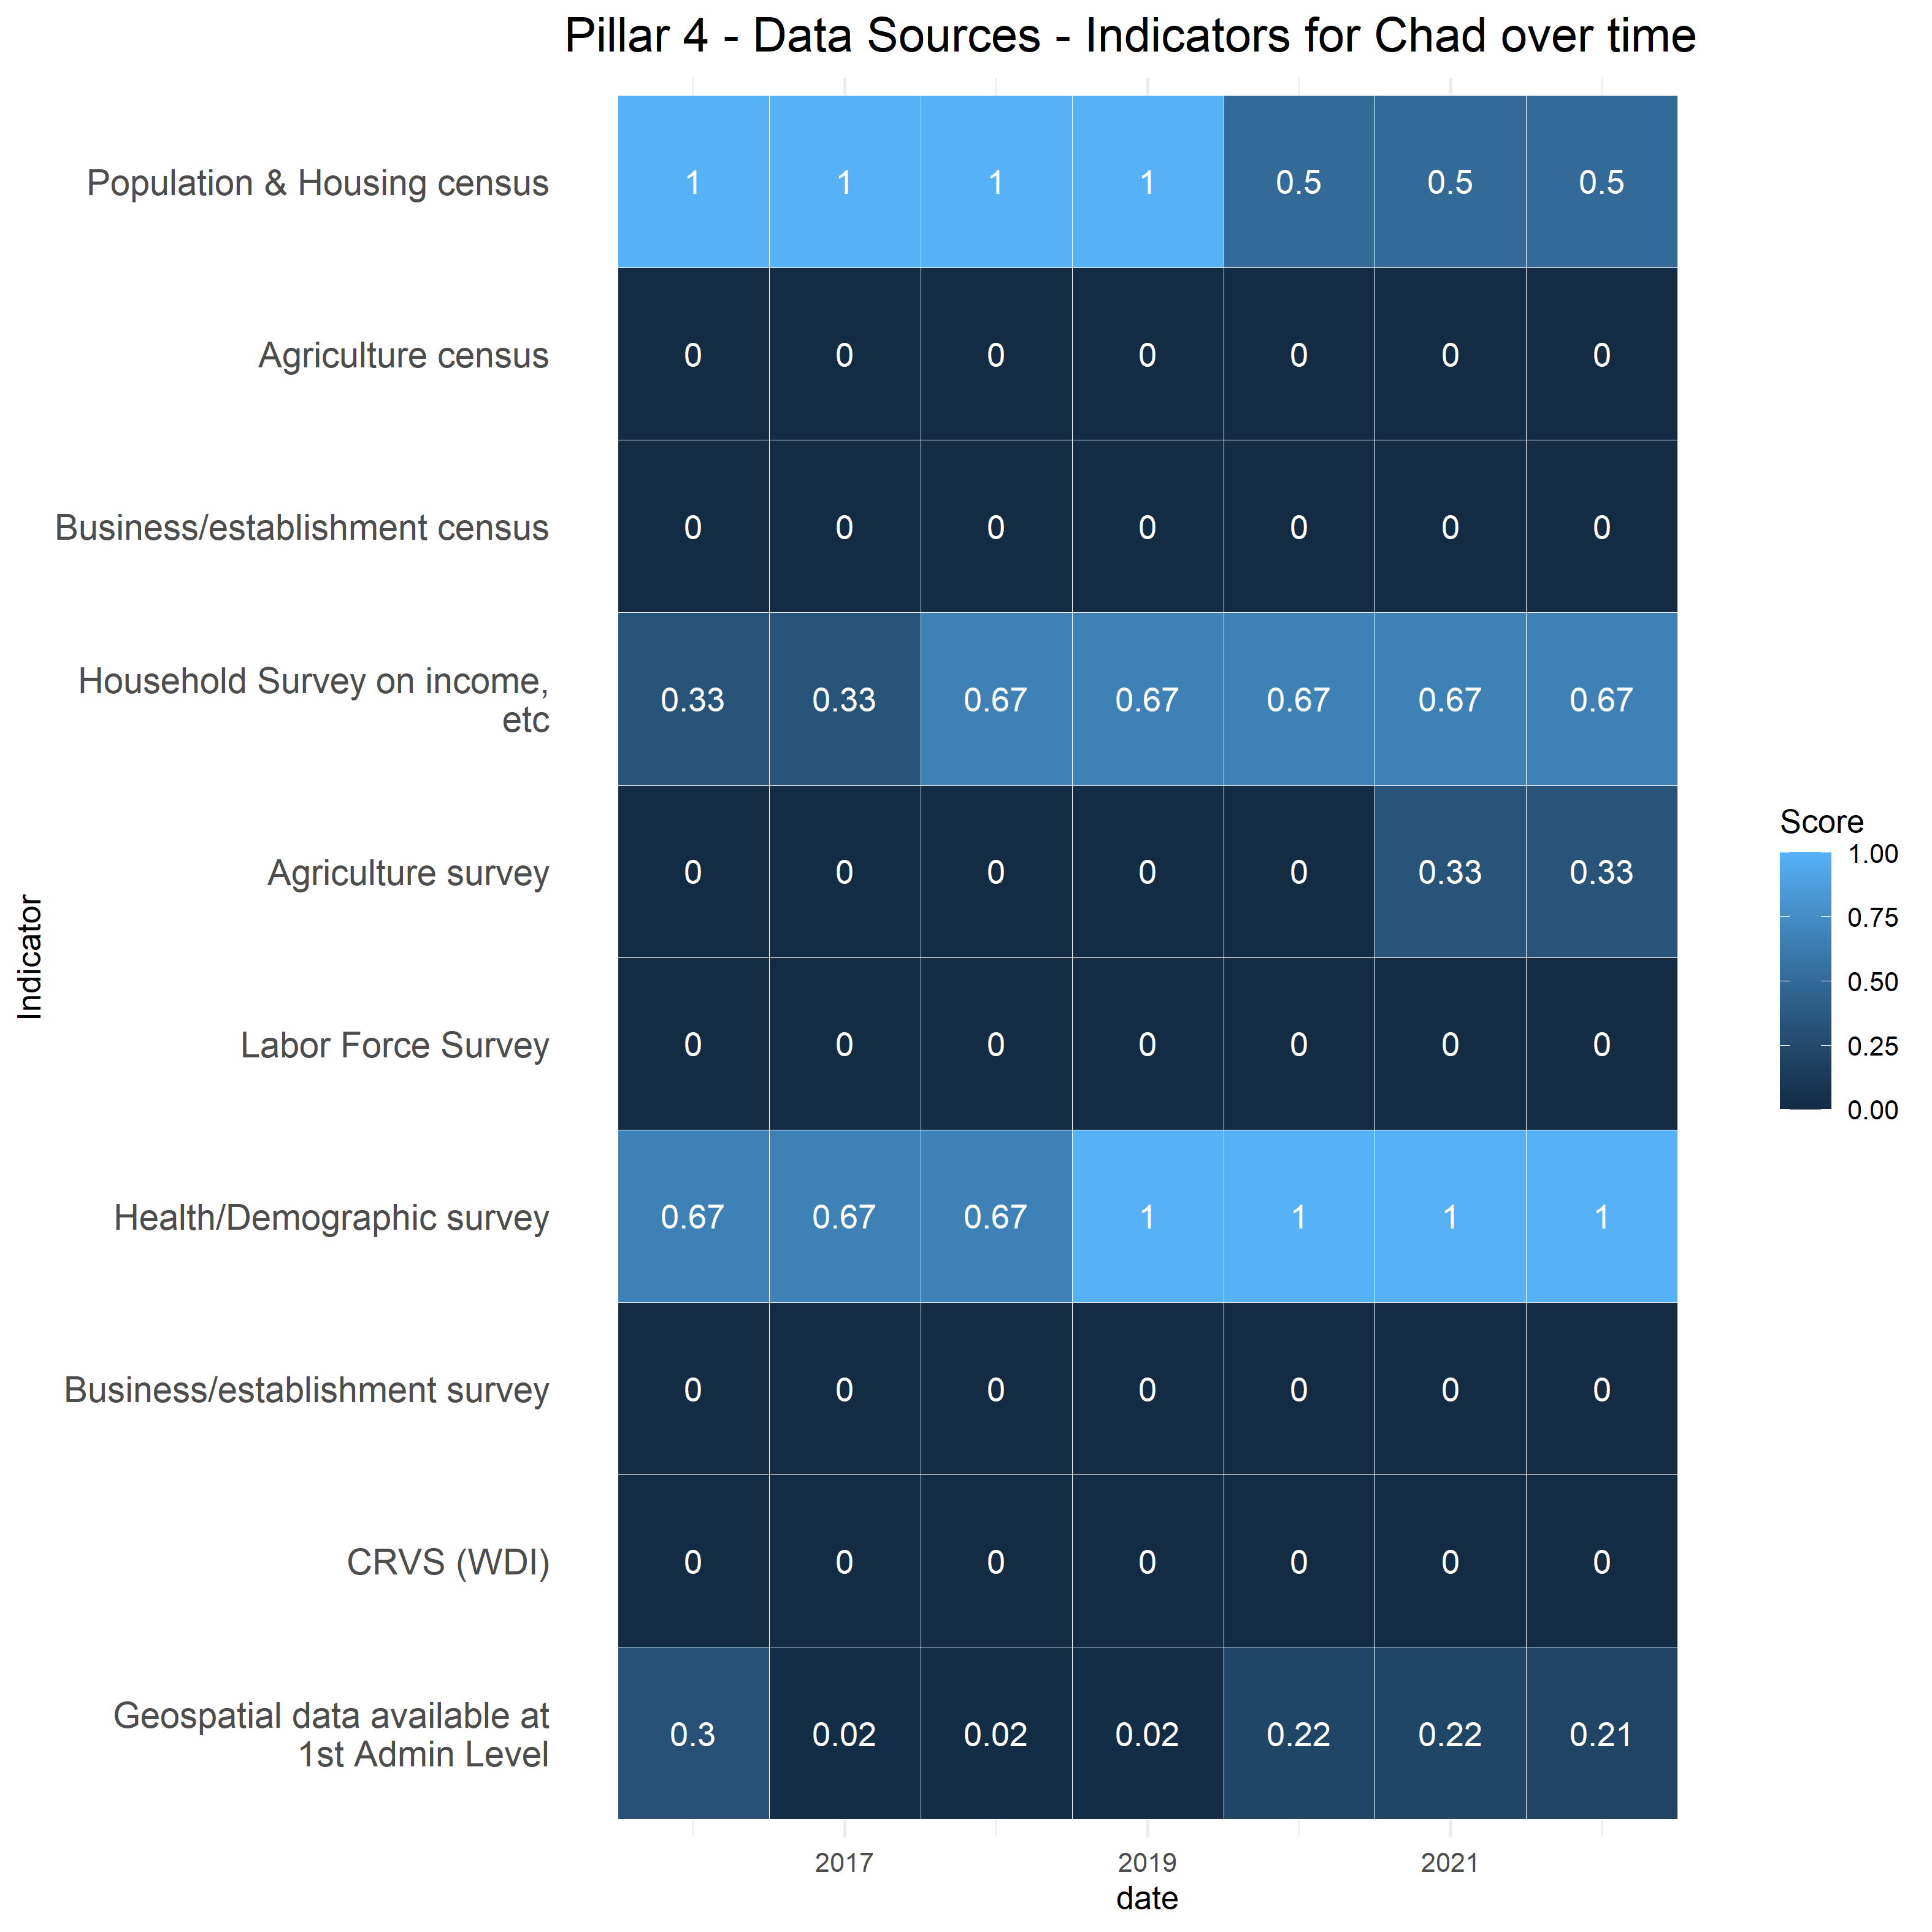 Pillar 4 - Data Sources - Indicators for Chad over time
Population & Housing census
1 1 1 1 0.5 0.5 0.5
Agriculture census
0 0 0 0 0 0 0
Business/establishment census
0 0 0 0 0 0 0
Household Survey on income,
etc
0.33 0.33 0.67 0.67 0.67 0.67 0.67
Agriculture survey
0 0 0 0 0 0.33 0.33
Labor Force Survey
0 0 0 0 0 0 0
Health/Demographic survey
0.67 0.67 0.67 1 1 1 1
Business/establishment survey
0 0 0 0 0 0 0
CRVS (WDI)
0 0 0 0 0 0 0
Geospatial data available at
1st Admin Level
0.3 0.02 0.02 0.02 0.22 0.22 0.21
2017 2019 2021
date
Indicator
Score
1.00
0.75
0.50
0.25
0.00